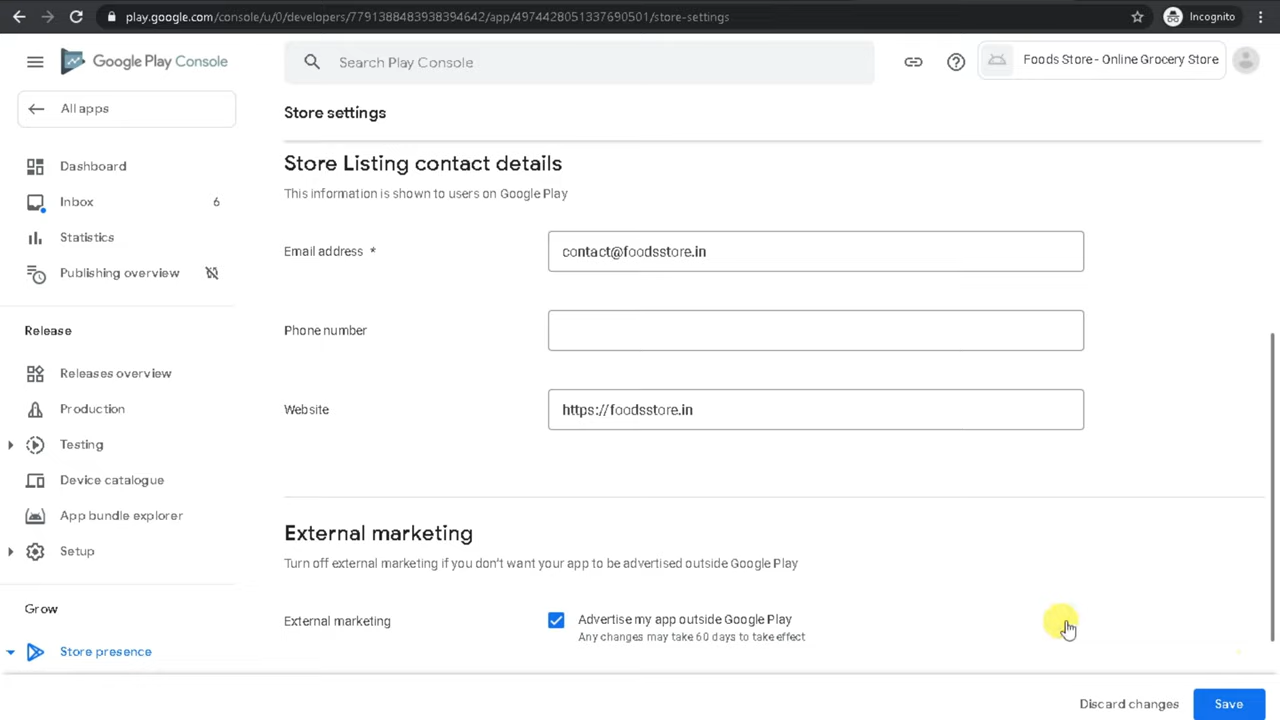 play.google.com/console/u/0/developers/7791388483938394642/app/4974428051337690501/store-settings
Incognito
Google Play Console
Search Play Console
Foods Store - Online Grocery Store
All apps
Store settings
Dashboard
Inbox 6
Statistics
Publishing overview
Release
Releases overview
Production
Testing
Device catalogue
App bundle explorer
Setup
Grow
Store presence
Store Listing contact details
This information is shown to users on Google Play
Email address *
contact@foodsstore.in
Phone number
Website
https://foodsstore.in
External marketing
Turn off external marketing if you don't want your app to be advertised outside Google Play
External marketing
Advertise my app outside Google Play
Any changes may take 60 days to take effect
Discard changes
Save